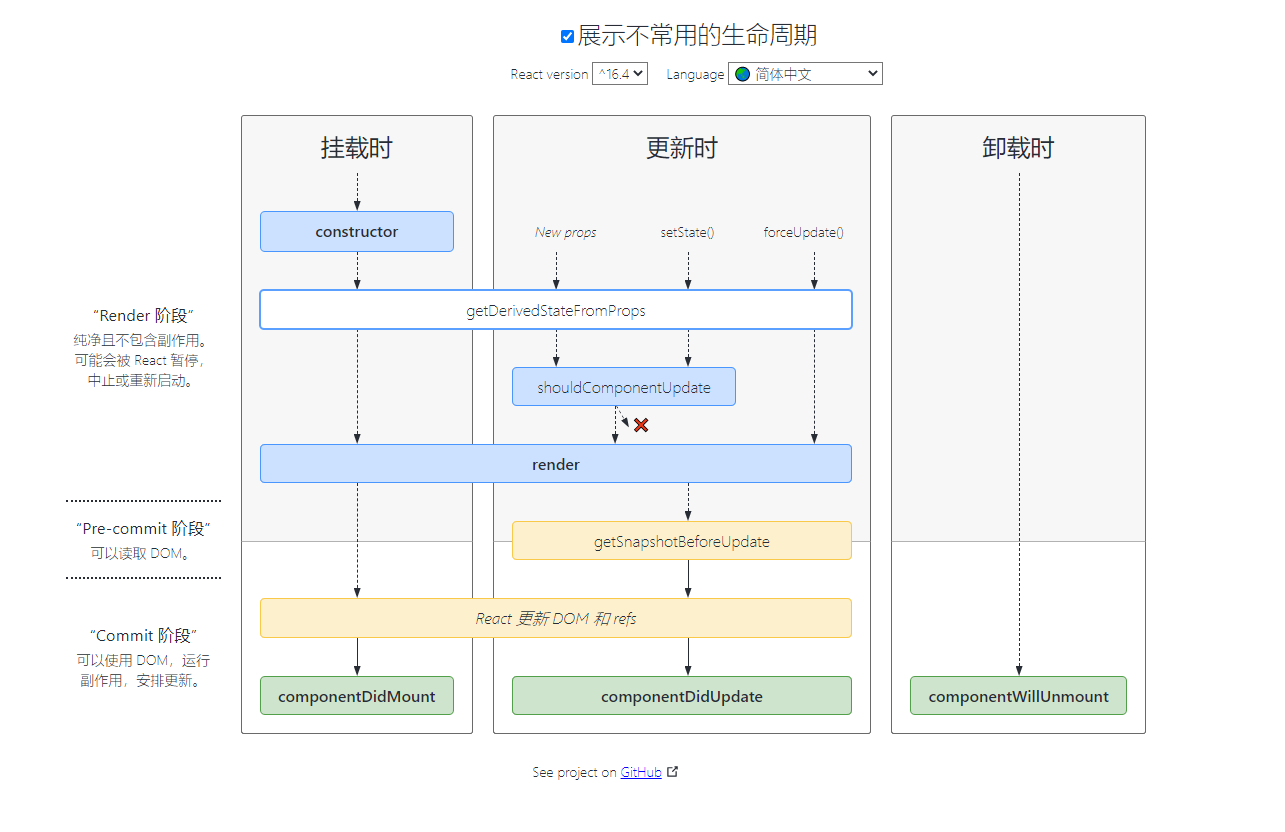 展示不常用的生命周期
React version ^16.4 Language 简体中文
挂载时
更新时
卸载时
constructor
New props
setState()
forceUpdate()
getDerivedStateFromProps
“Render 阶段”
纯净且不包含副作用。
可能会被 React 暂停，
中止或重新启动。
shouldComponentUpdate
render
“Pre-commit 阶段”
可以读取 DOM。
getSnapshotBeforeUpdate
React 更新 DOM 和 refs
“Commit 阶段”
可以使用 DOM，运行
副作用，安排更新。
componentDidMount
componentDidUpdate
componentWillUnmount
See project on GitHub